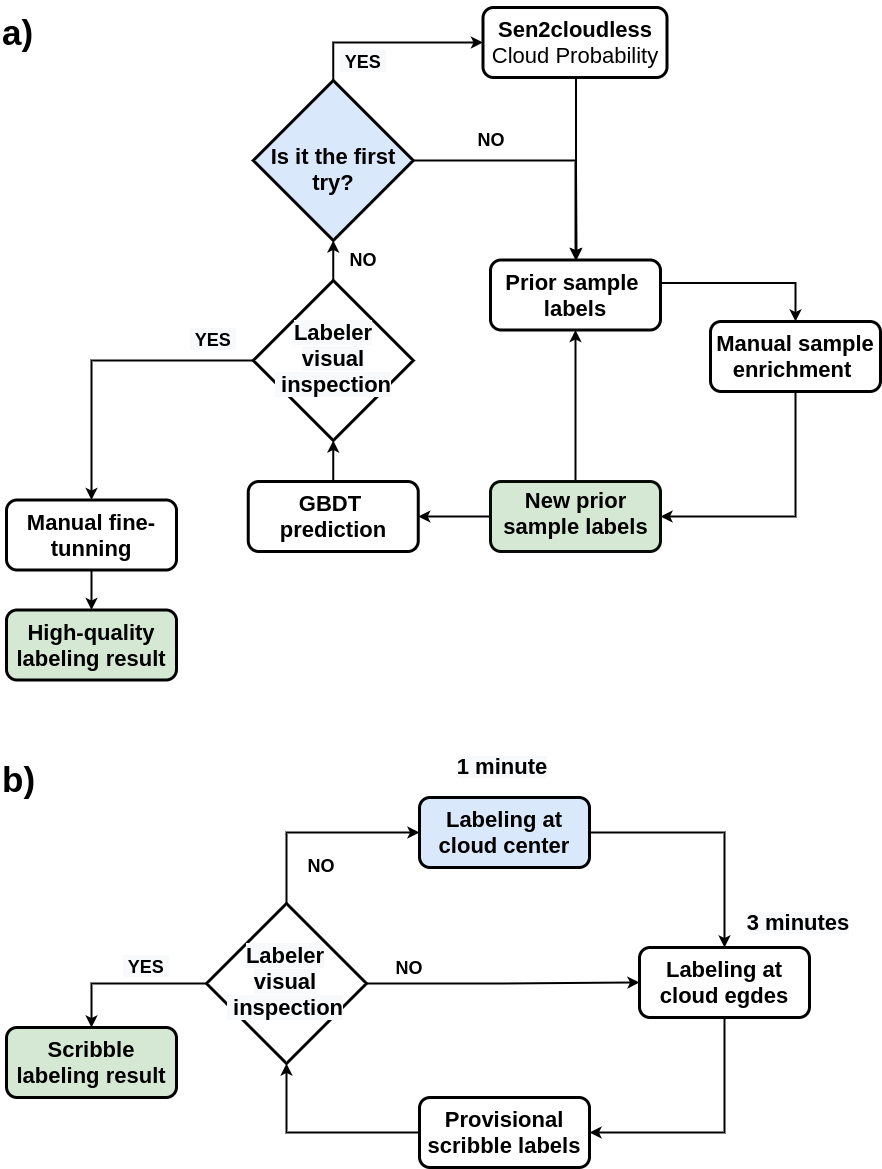 a)
Sen2cloudless
Cloud Probability
YES
Is it the first
try?
NO
NO
Prior sample
labels
Labeler
visual
inspection
YES
Manual sample
enrichment
GBDT
prediction
New prior
sample labels
Manual fine-
tunning
High-quality
labeling result
b)
1 minute
Labeling at
cloud center
NO
3 minutes
Labeler
visual
inspection
YES
NO
Labeling at
cloud egdes
Scribble
labeling result
Provisional
scribble labels